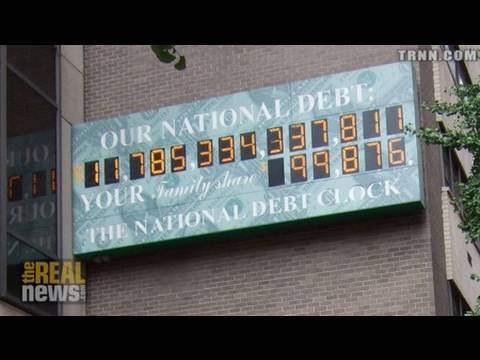 TRNN.COM
OUR NATIONAL DEBT:
$11,785,334,337,811
YOUR Family share $99,876.
THE NATIONAL DEBT CLOCK
the REAL
NEWS.com